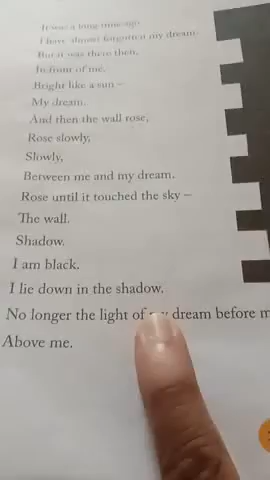 It was a long time ago.
I have almost forgotten my dream.
But it was there then,
In front of me,
Bright like a sun –
My dream.
And then the wall rose,
Rose slowly,
Slowly,
Between me and my dream.
Rose until it touched the sky –
The wall.
Shadow.
I am black.
I lie down in the shadow.
No longer the light of my dream before
Above me.